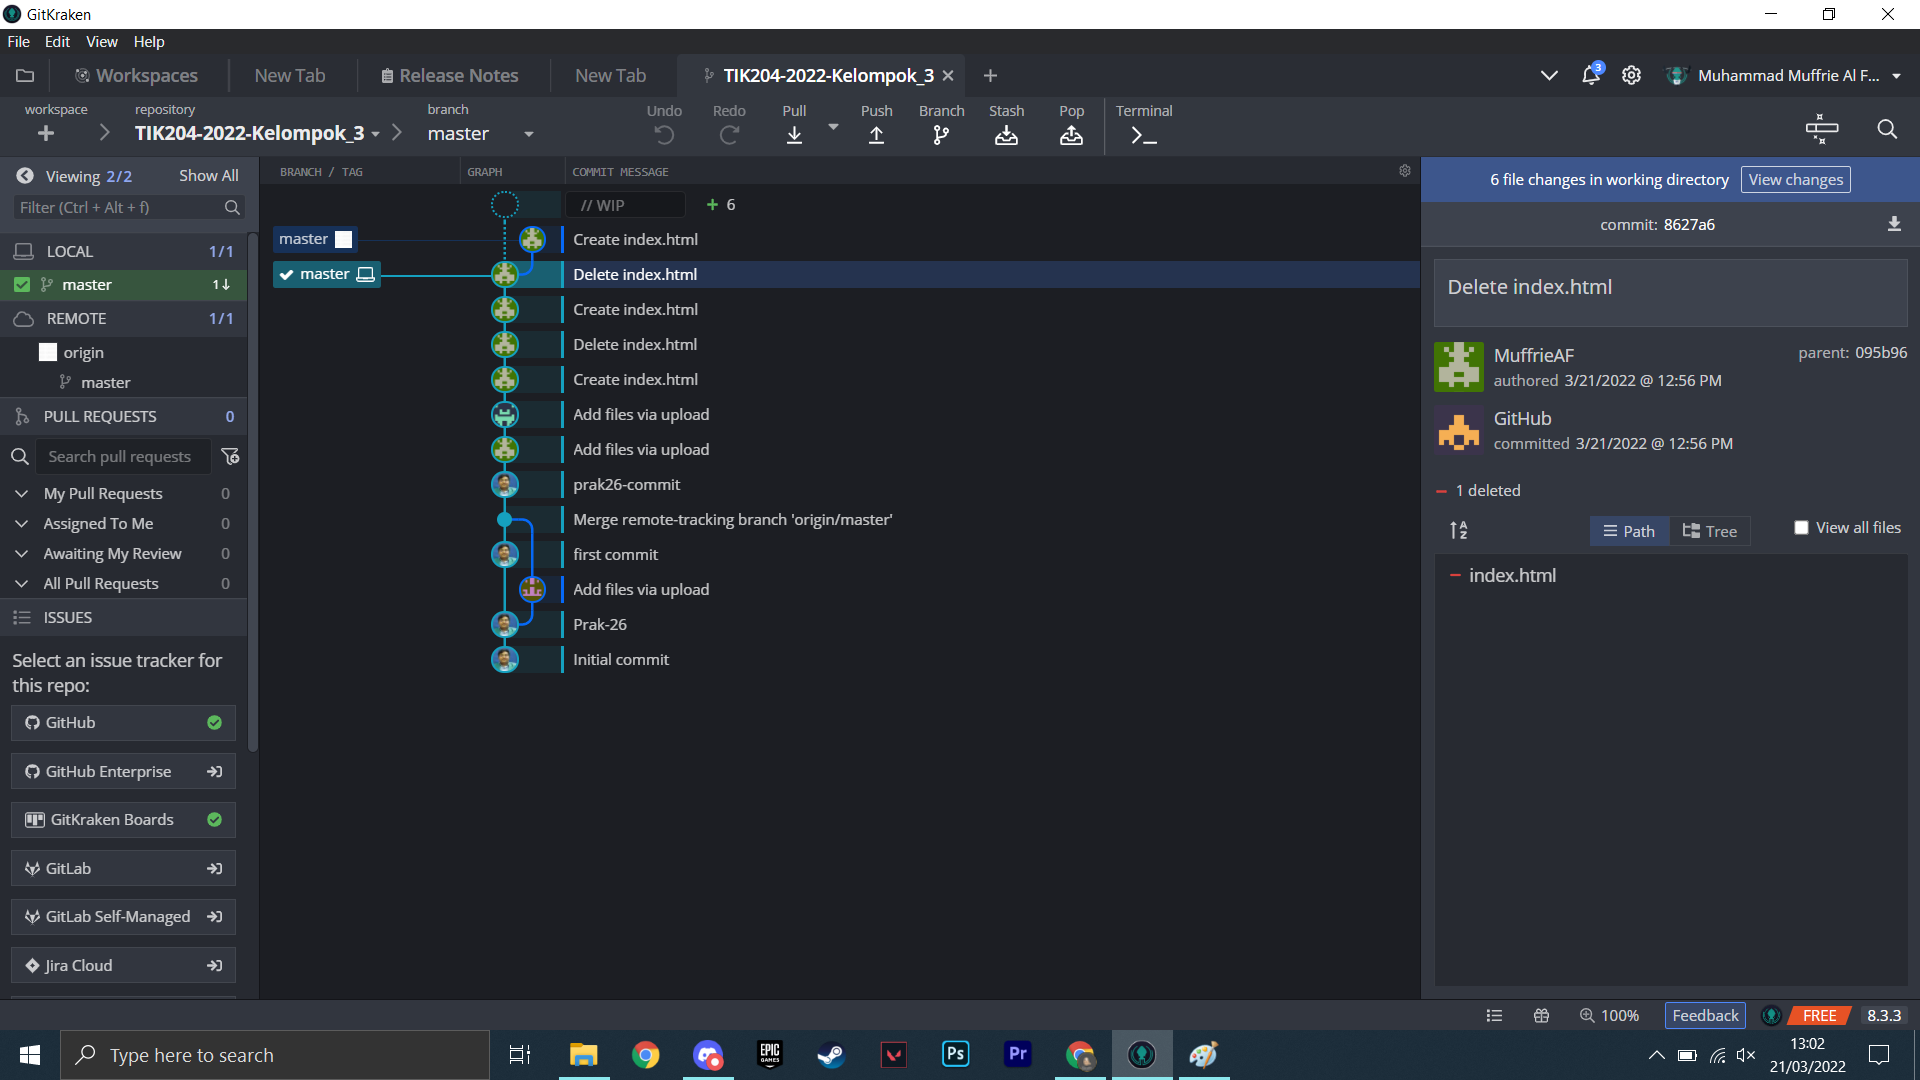 GitKraken
File Edit View Help
Workspaces New Tab Release Notes New Tab TIK204-2022-Kelompok_3 3 Muhammad Muffrie Al F...
workspace repository branch Undo Redo Pull Push Branch Stash Pop Terminal
TIK204-2022-Kelompok_3 master
Viewing 2/2 Show All
Filter (Ctrl + Alt + f)
LOCAL 1/1
master 1↓
REMOTE 1/1
origin
master
PULL REQUESTS 0
Search pull requests
My Pull Requests 0
Assigned To Me 0
Awaiting My Review 0
All Pull Requests 0
ISSUES
Select an issue tracker for
this repo:
GitHub
GitHub Enterprise
GitKraken Boards
GitLab
GitLab Self-Managed
Jira Cloud
BRANCH / TAG GRAPH COMMIT MESSAGE
// WIP + 6
master Create index.html
master Delete index.html
Create index.html
Delete index.html
Create index.html
Add files via upload
Add files via upload
prak26-commit
Merge remote-tracking branch 'origin/master'
first commit
Add files via upload
Prak-26
Initial commit
6 file changes in working directory View changes
commit: 8627a6
Delete index.html
MuffrieAF parent: 095b96
authored 3/21/2022 @ 12:56 PM
GitHub
committed 3/21/2022 @ 12:56 PM
1 deleted
Path Tree View all files
index.html
100% Feedback FREE 8.3.3
Type here to search
EPIC GAMES
Ps
Pr
13:02
21/03/2022